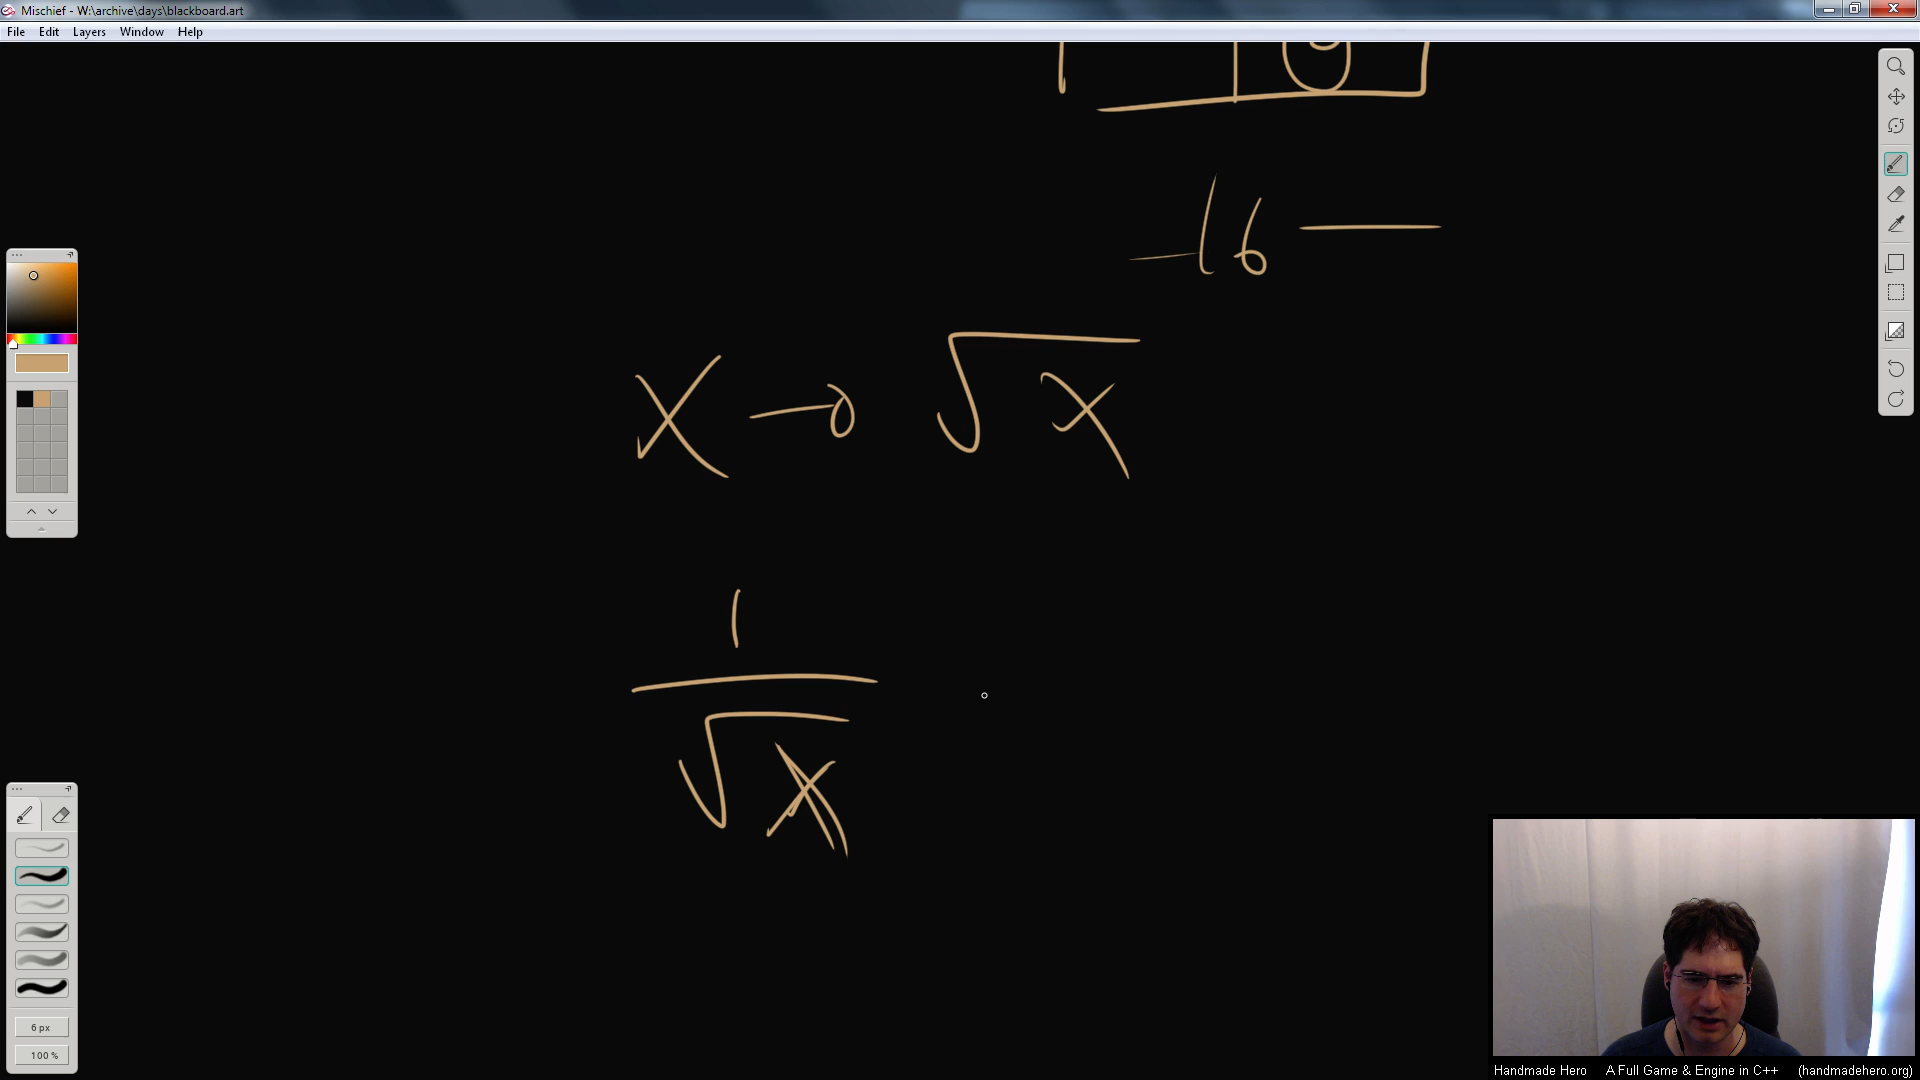 Mischief - W:\archive\days\blackboard.art
File Edit Layers Window Help
— 16 —
X → √x
1
√x
6 px
100 %
Handmade Hero A Full Game & Engine in C++ (handmadehero.org)